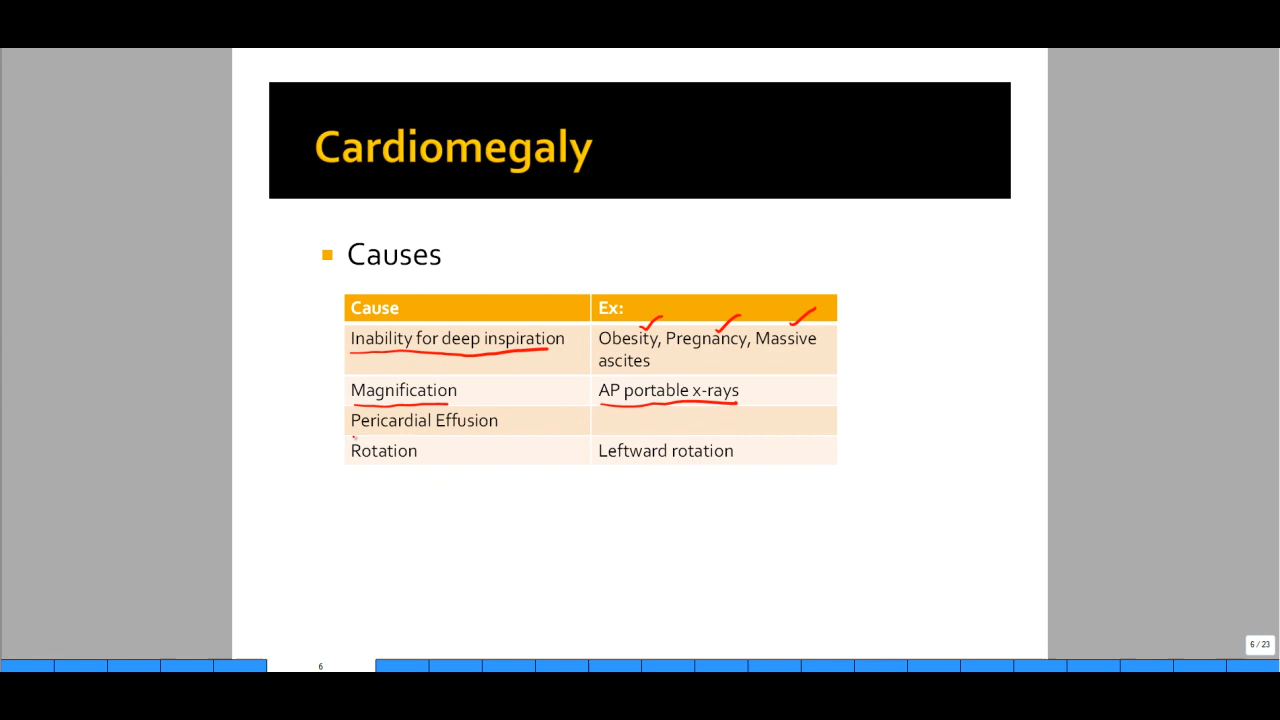 Cardiomegaly
Causes
Cause Ex:
Inability for deep inspiration Obesity, Pregnancy, Massive
ascites
Magnification AP portable x-rays
Pericardial Effusion
Rotation Leftward rotation
6 / 23
6